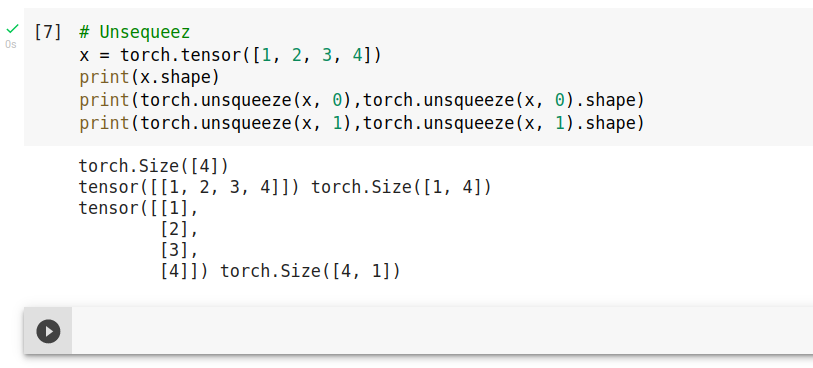 [7] # Unsequeez
x = torch.tensor([1, 2, 3, 4])
print(x.shape)
print(torch.unsqueeze(x, 0),torch.unsqueeze(x, 0).shape)
print(torch.unsqueeze(x, 1),torch.unsqueeze(x, 1).shape)
0s
torch.Size([4])
tensor([[1, 2, 3, 4]]) torch.Size([1, 4])
tensor([[1],
        [2],
        [3],
        [4]]) torch.Size([4, 1])